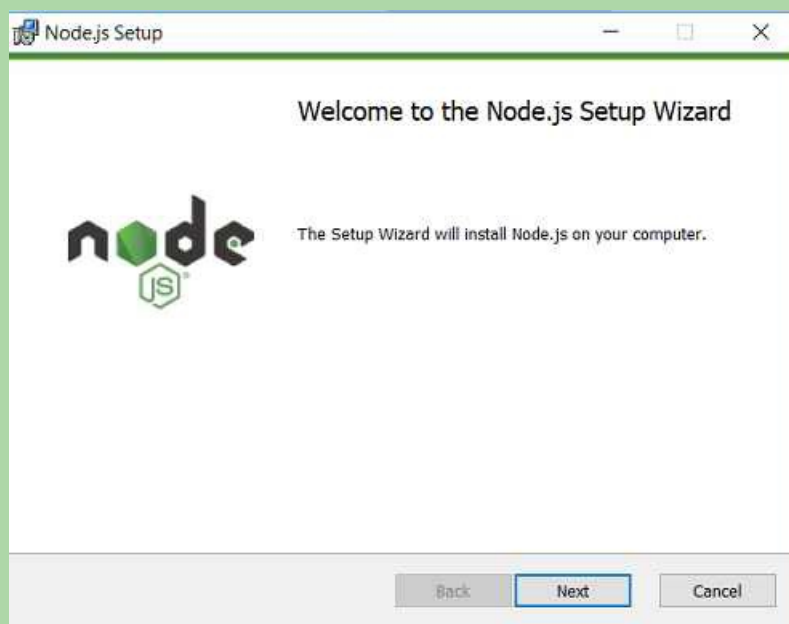 Node.js Setup
Welcome to the Node.js Setup Wizard
node
JS
The Setup Wizard will install Node.js on your computer.
Back Next Cancel